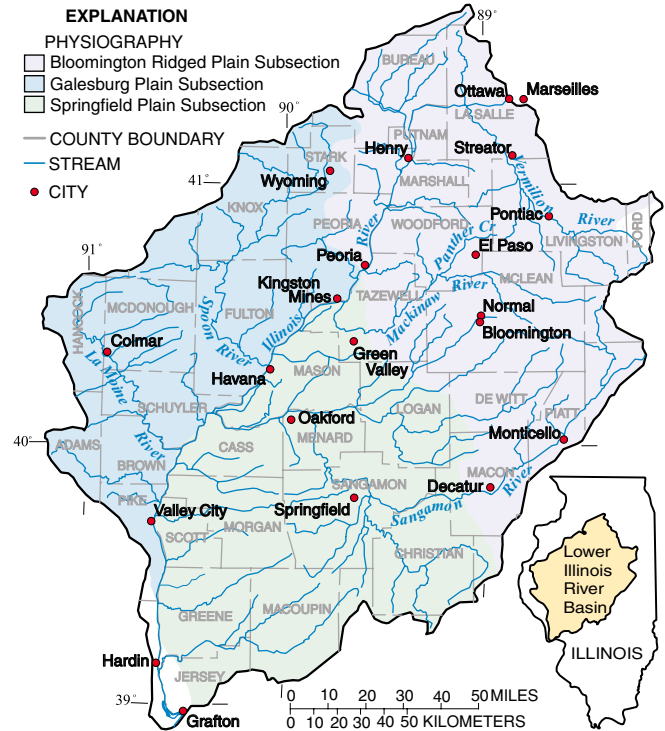 EXPLANATION
PHYSIOGRAPHY
Bloomington Ridged Plain Subsection
Galesburg Plain Subsection
Springfield Plain Subsection
COUNTY BOUNDARY
STREAM
CITY
89°
90°
41°
91°
40°
39°
BUREAU
Ottawa
Marseilles
LA SALLE
PUTNAM
Henry
Streator
STARK
Wyoming
MARSHALL
Vermilion
River
KNOX
Pontiac
PEORIA
River
WOODFORD
Panther Cr
El Paso
LIVINGSTON
FORD
Peoria
MCLEAN
Kingston
Mines
TAZEWELL
Mackinaw
River
HANCOCK
MCDONOUGH
Spoon
River
FULTON
Illinois
Normal
Bloomington
Colmar
La Moine
River
Green
Valley
Havana
MASON
SCHUYLER
Oakford
LOGAN
DE WITT
PIATT
ADAMS
CASS
MENARD
Monticello
BROWN
MACON
PIKE
SANGAMON
Decatur
River
Valley City
Springfield
Sangamon
MORGAN
SCOTT
CHRISTIAN
GREENE
MACOUPIN
Hardin
JERSEY
Grafton
Lower
Illinois
River
Basin
ILLINOIS
0 10 20 30 40 50 MILES
0 10 20 30 40 50 KILOMETERS